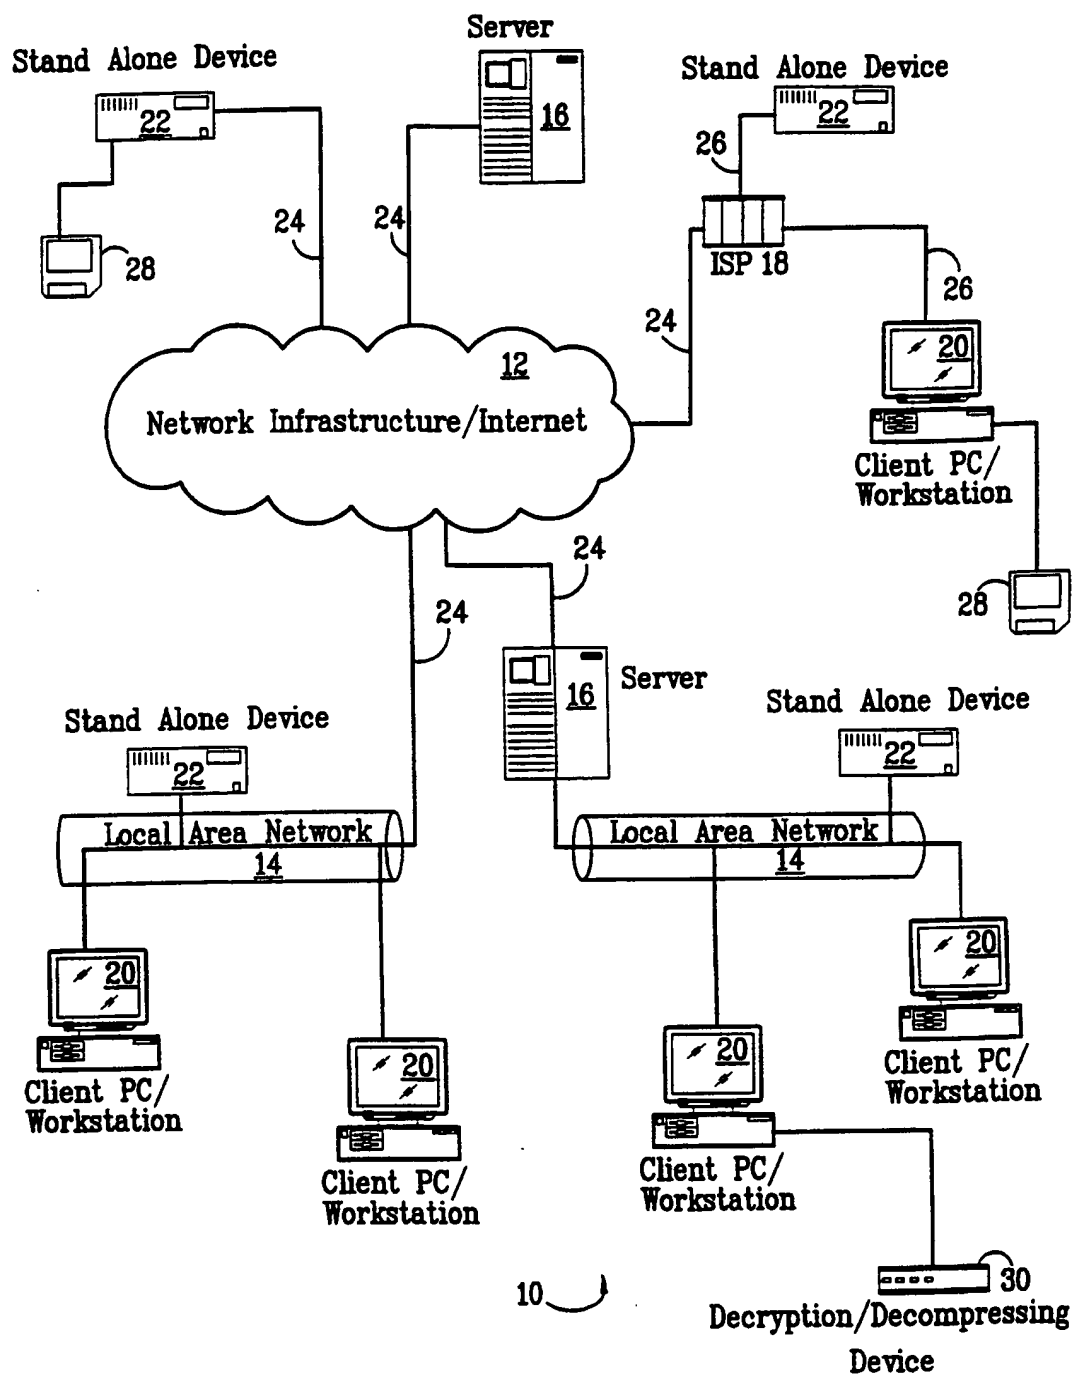 Server
Stand Alone Device
22
16
Stand Alone Device
22
26
24
24
28
ISP 18
26
24
12
Network Infrastructure/Internet
20
Client PC/
Workstation
24
28
24
16
Server
Stand Alone Device
22
Stand Alone Device
22
Local Area Network
14
Local Area Network
14
20
Client PC/
Workstation
20
Client PC/
Workstation
20
Client PC/
Workstation
20
Client PC/
Workstation
10
30
Decryption/Decompressing
Device